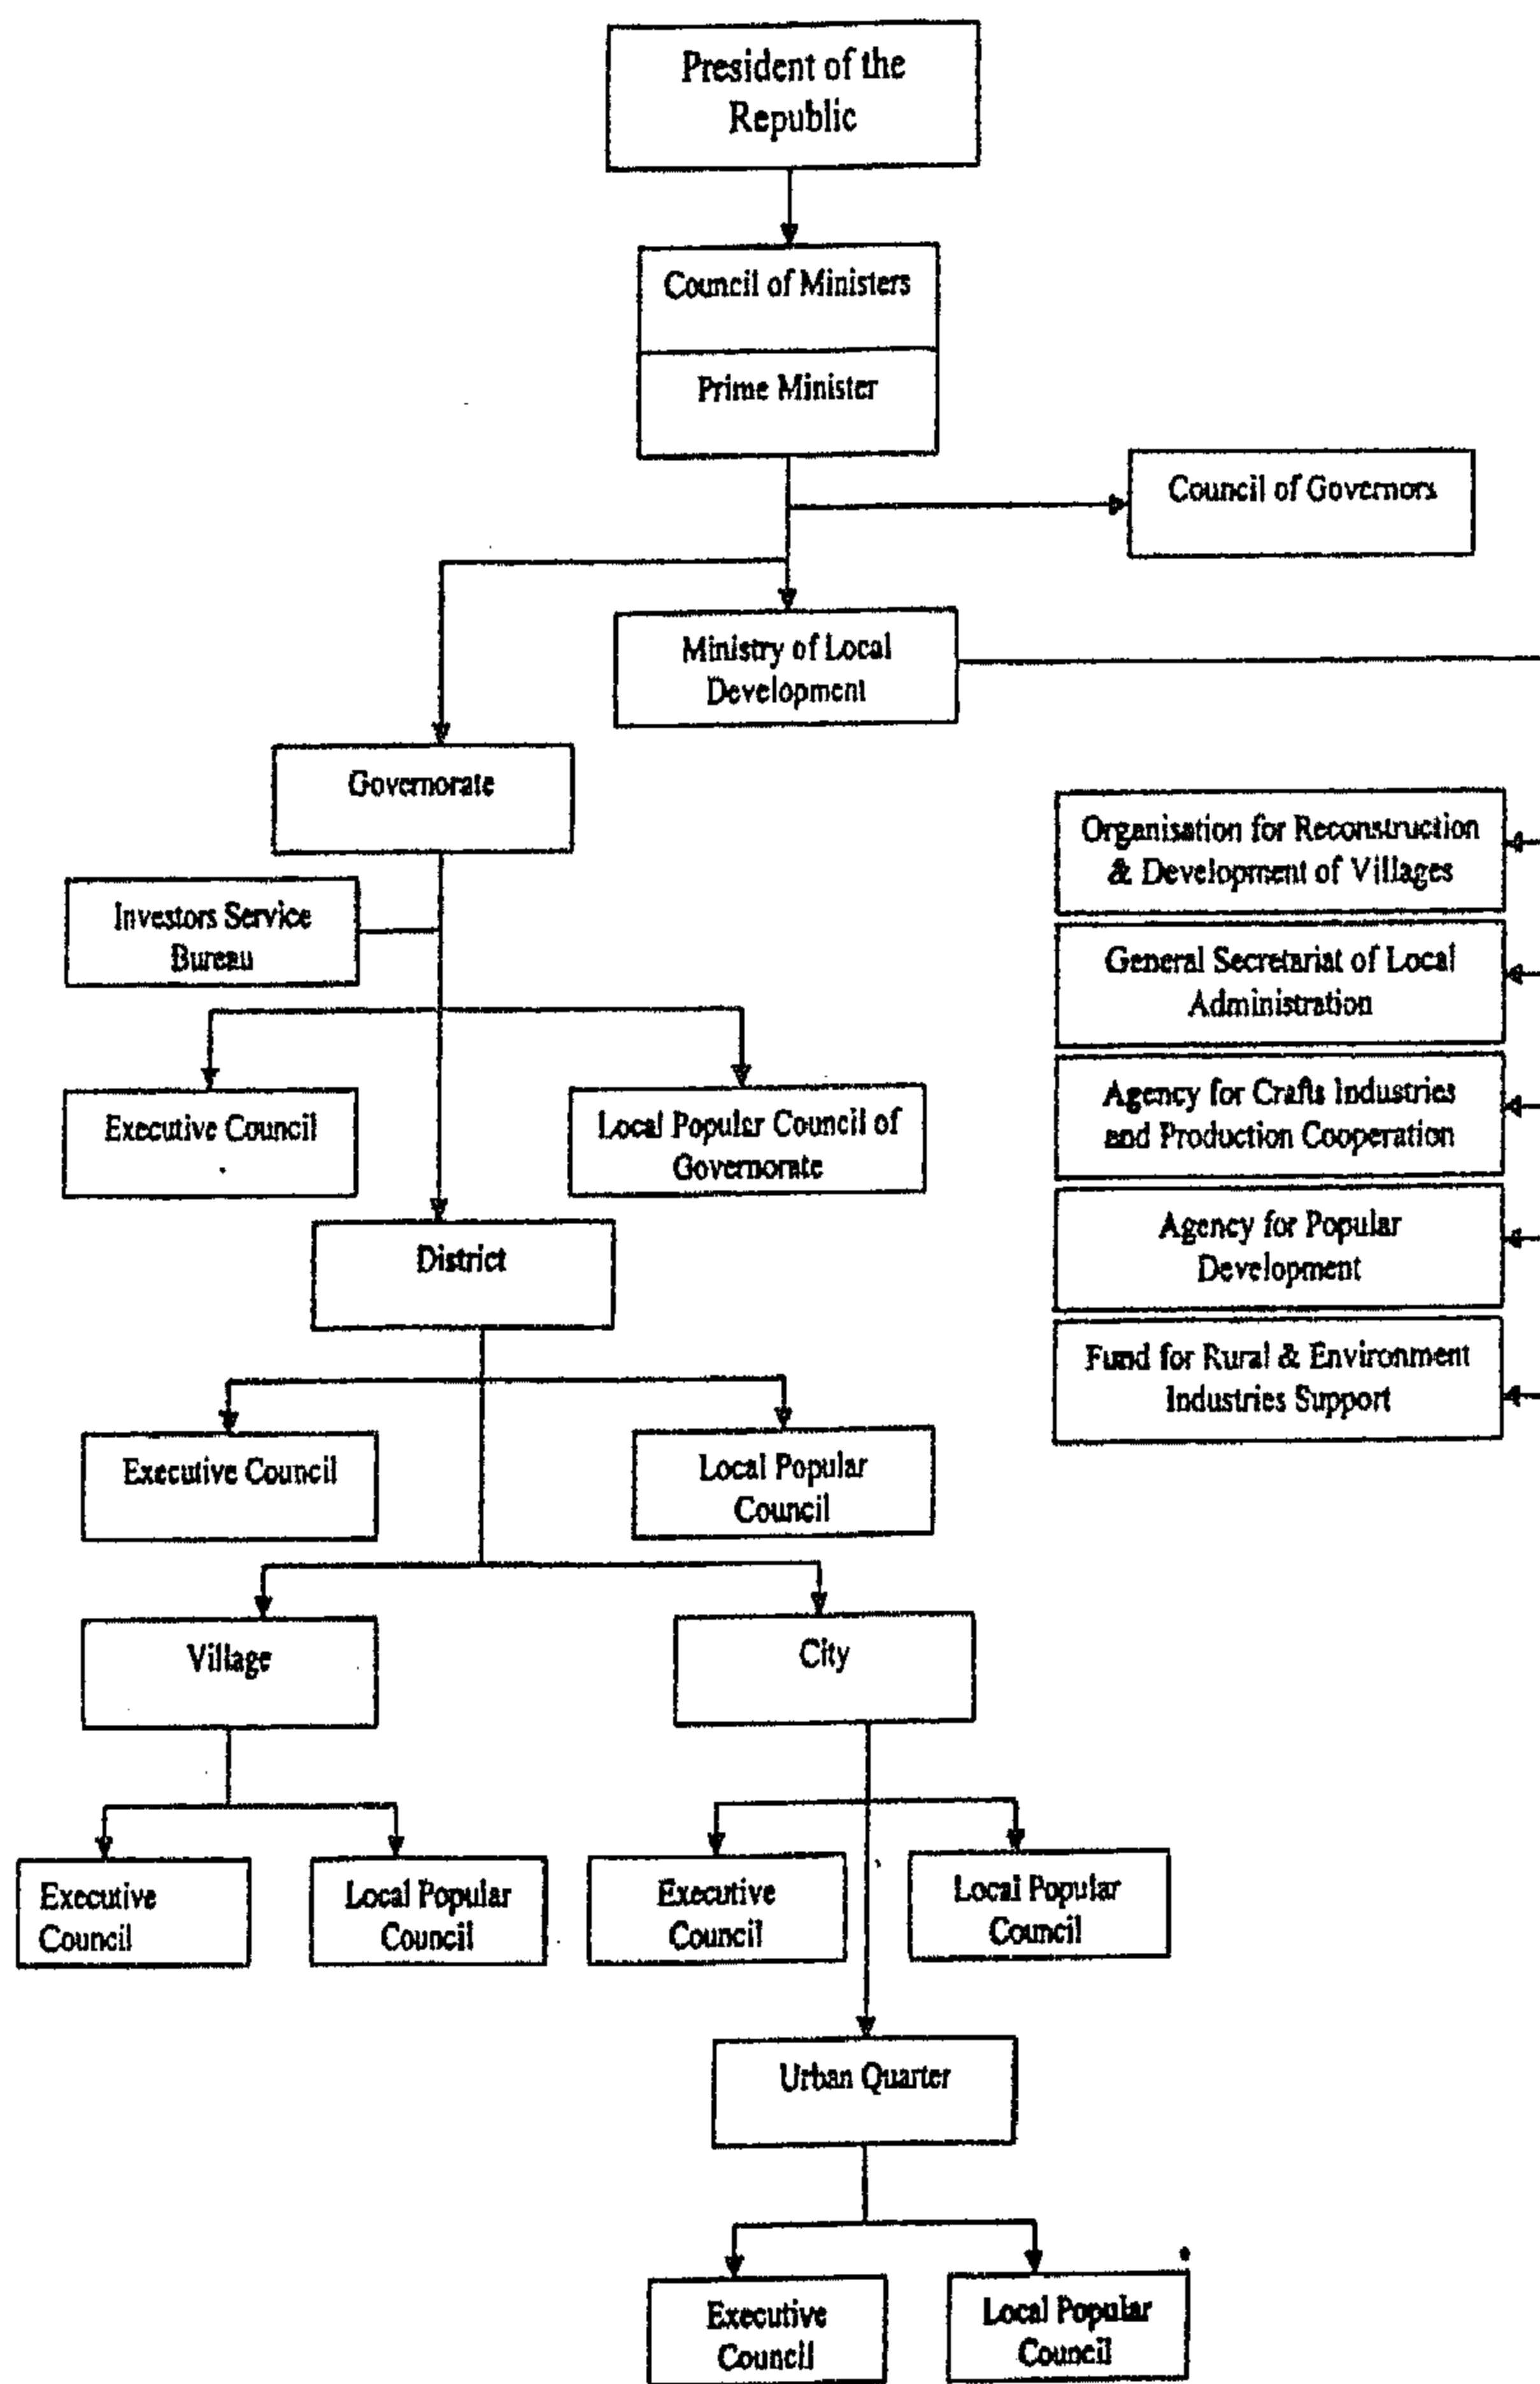 President of the
Republic
Council of Ministers
Prime Minister
Council of Governors
Ministry of Local
Development
Governorate
Organisation for Reconstruction
& Development of Villages
Investors Service
Bureau
General Secretariat of Local
Administration
Agency for Crafts Industries
and Production Cooperation
Executive Council
Local Popular Council of
Governorate
Agency for Popular
Development
District
Fund for Rural & Environment
Industries Support
Executive Council
Local Popular
Council
Village
City
Executive
Council
Local Popular
Council
Executive
Council
Local Popular
Council
Urban Quarter
Executive
Council
Local Popular
Council